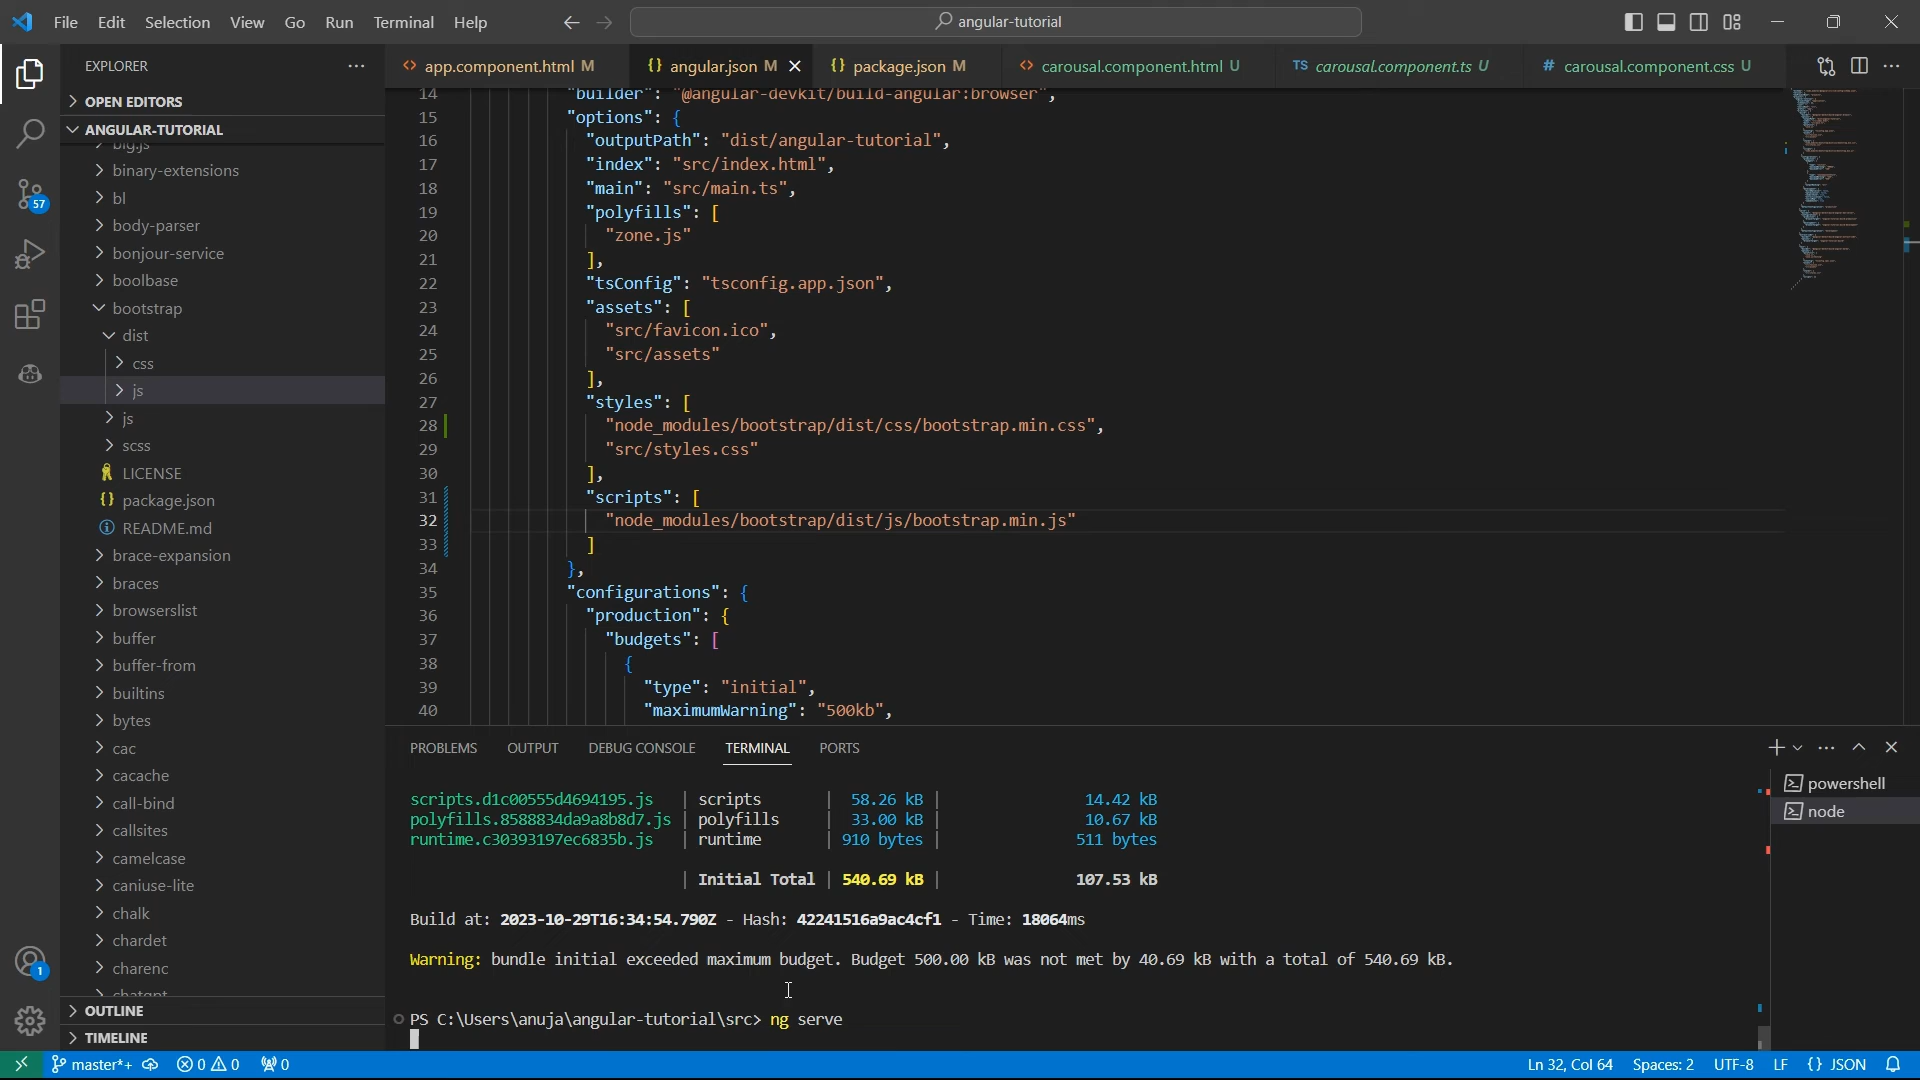 File Edit Selection View Go Run Terminal Help
angular-tutorial
EXPLORER
app.component.html M
{} angular.json M
{} package.json M
carousal.component.html U
TS carousal.component.ts U
# carousal.component.css U
OPEN EDITORS
ANGULAR-TUTORIAL
big.js
binary-extensions
bl
body-parser
bonjour-service
boolbase
bootstrap
dist
css
js
js
scss
LICENSE
{} package.json
README.md
brace-expansion
braces
browserslist
buffer
buffer-from
builtins
bytes
cac
cacache
call-bind
callsites
camelcase
caniuse-lite
chalk
chardet
charenc
chatgpt
OUTLINE
TIMELINE
57
1
14 "builder": "@angular-devkit/build-angular:browser",
15 "options": {
16 "outputPath": "dist/angular-tutorial",
17 "index": "src/index.html",
18 "main": "src/main.ts",
19 "polyfills": [
20 "zone.js"
21 ],
22 "tsConfig": "tsconfig.app.json",
23 "assets": [
24 "src/favicon.ico",
25 "src/assets"
26 ],
27 "styles": [
28 "node_modules/bootstrap/dist/css/bootstrap.min.css",
29 "src/styles.css"
30 ],
31 "scripts": [
32 "node_modules/bootstrap/dist/js/bootstrap.min.js"
33 ]
34 },
35 "configurations": {
36 "production": {
37 "budgets": [
38 {
39 "type": "initial",
40 "maximumWarning": "500kb",
PROBLEMS OUTPUT DEBUG CONSOLE TERMINAL PORTS
powershell
node
scripts.d1c00555d4694195.js | scripts | 58.26 kB | 14.42 kB
polyfills.8588834da9a8b8d7.js | polyfills | 33.00 kB | 10.67 kB
runtime.c30393197ec6835b.js | runtime | 910 bytes | 511 bytes
| Initial Total | 540.69 kB | 107.53 kB
Build at: 2023-10-29T16:34:54.790Z - Hash: 42241516a9ac4cf1 - Time: 18064ms
Warning: bundle initial exceeded maximum budget. Budget 500.00 kB was not met by 40.69 kB with a total of 540.69 kB.
PS C:\Users\anuja\angular-tutorial\src> ng serve
master*+ 0 0 0
Ln 32, Col 64 Spaces: 2 UTF-8 LF {} JSON